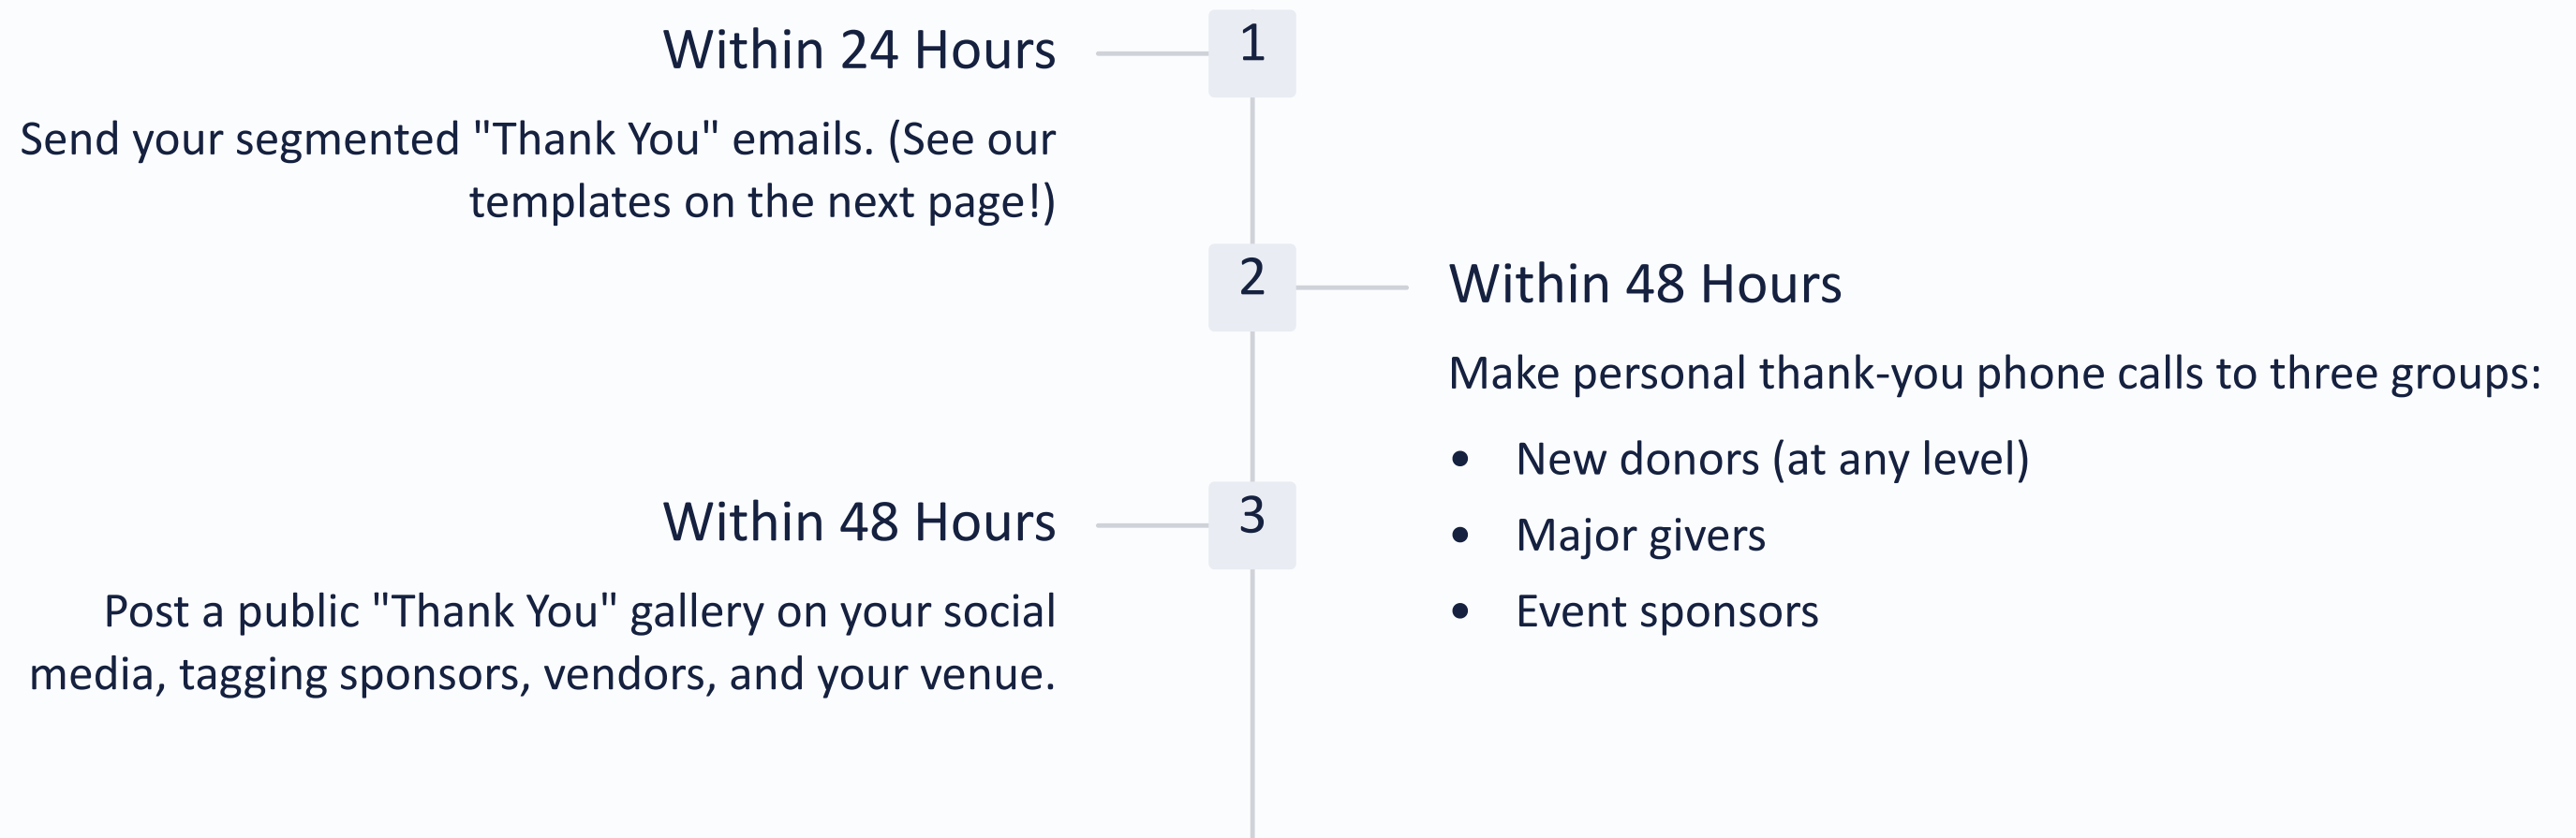 1
Within 24 Hours
Send your segmented "Thank You" emails. (See our
templates on the next page!)
2
Within 48 Hours
Make personal thank-you phone calls to three groups:
• New donors (at any level)
• Major givers
• Event sponsors
3
Within 48 Hours
Post a public "Thank You" gallery on your social
media, tagging sponsors, vendors, and your venue.